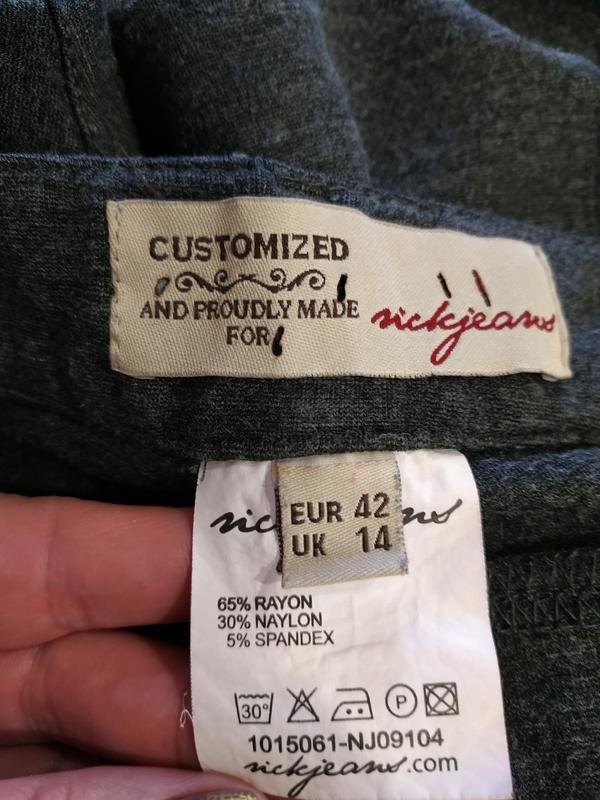 CUSTOMIZED
AND PROUDLY MADE
FOR
nickjeans
EUR 42
UK 14
65% RAYON
30% NAYLON
5% SPANDEX
30°
P
1015061-NJ09104
nickjeans.com